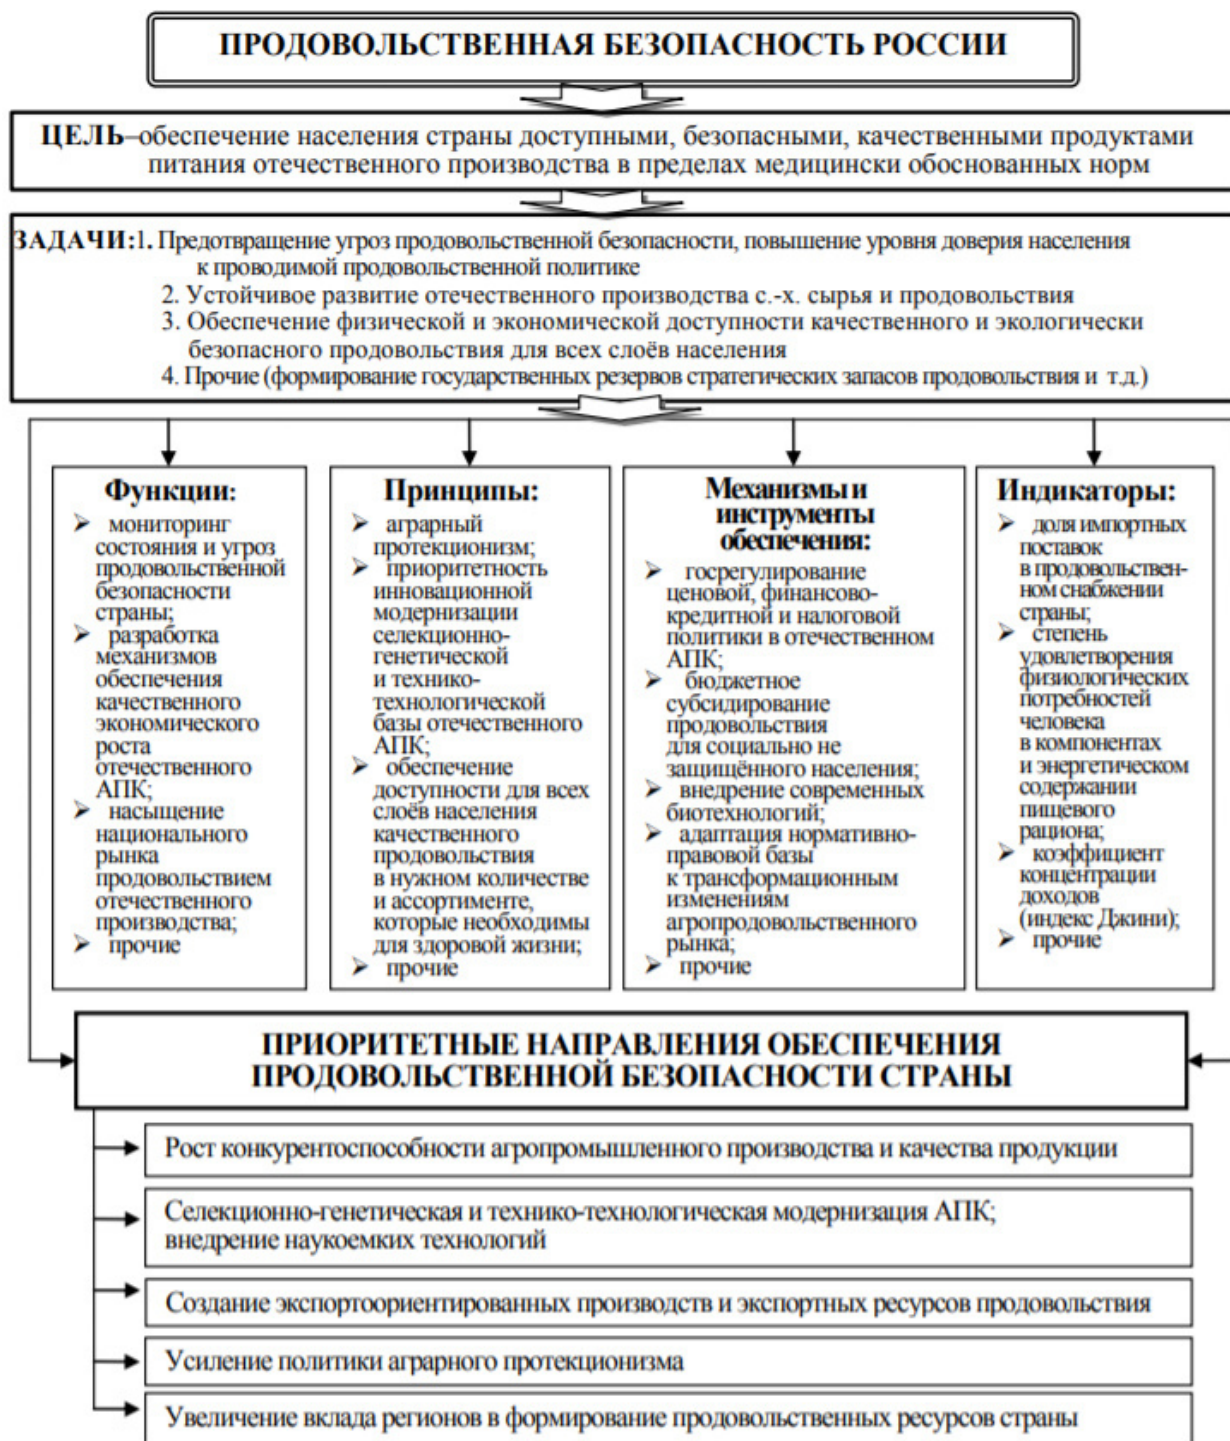 ПРОДОВОЛЬСТВЕННАЯ БЕЗОПАСНОСТЬ РОССИИ
ЦЕЛЬ–обеспечение населения страны доступными, безопасными, качественными продуктами
питания отечественного производства в пределах медицински обоснованных норм
ЗАДАЧИ:1. Предотвращение угроз продовольственной безопасности, повышение уровня доверия населения
к проводимой продовольственной политике
2. Устойчивое развитие отечественного производства с.-х. сырья и продовольствия
3. Обеспечение физической и экономической доступности качественного и экологически
безопасного продовольствия для всех слоёв населения
4. Прочие (формирование государственных резервов стратегических запасов продовольствия и т.д.)
Функции:
➢ мониторинг
состояния и угроз
продовольственной
безопасности
страны;
➢ разработка
механизмов
обеспечения
качественного
экономического
роста
отечественного
АПК;
➢ насыщение
национального
рынка
продовольствием
отечественного
производства;
➢ прочие
Принципы:
➢ аграрный
протекционизм;
➢ приоритетность
инновационной
модернизации
селекционно-
генетической
и технико-
технологической
базы отечественного
АПК;
➢ обеспечение
доступности для всех
слоёв населения
качественного
продовольствия
в нужном количестве
и ассортименте,
которые необходимы
для здоровой жизни;
➢ прочие
Механизмы и
инструменты
обеспечения:
➢ госрегулирование
ценовой, финансово-
кредитной и налоговой
политики в отечественном
АПК;
➢ бюджетное
субсидирование
продовольствия
для социально не
защищённого населения;
➢ внедрение современных
биотехнологий;
➢ адаптация нормативно-
правовой базы
к трансформационным
изменениям
агропродовольственного
рынка;
➢ прочие
Индикаторы:
➢ доля импортных
поставок
в продовольствен-
ном снабжении
страны;
➢ степень
удовлетворения
физиологических
потребностей
человека
в компонентах
и энергетическом
содержании
пищевого
рациона;
➢ коэффициент
концентрации
доходов
(индекс Джини);
➢ прочие
ПРИОРИТЕТНЫЕ НАПРАВЛЕНИЯ ОБЕСПЕЧЕНИЯ
ПРОДОВОЛЬСТВЕННОЙ БЕЗОПАСНОСТИ СТРАНЫ
Рост конкурентоспособности агропромышленного производства и качества продукции
Селекционно-генетическая и технико-технологическая модернизация АПК;
внедрение наукоемких технологий
Создание экспортоориентированных производств и экспортных ресурсов продовольствия
Усиление политики аграрного протекционизма
Увеличение вклада регионов в формирование продовольственных ресурсов страны